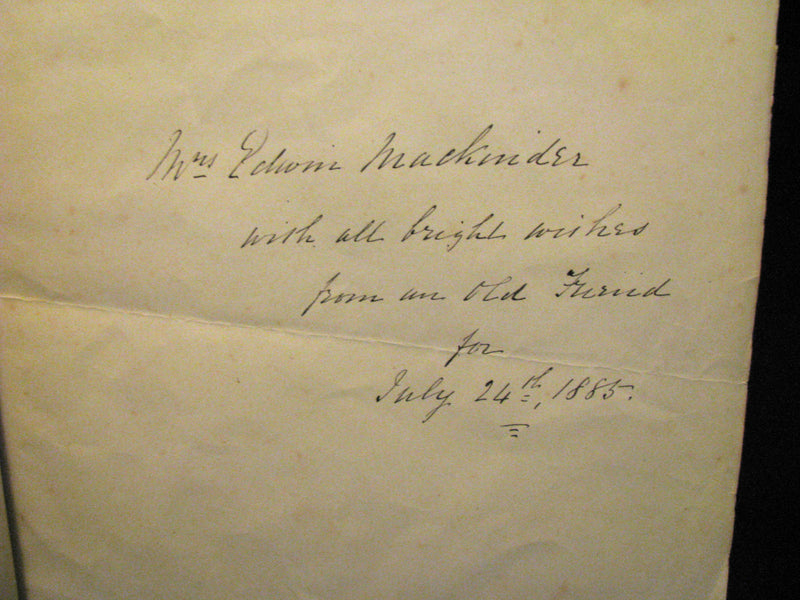 Mrs Edwin Mackinder
with all bright wishes
from an Old Friend
for
July 24th, 1885.